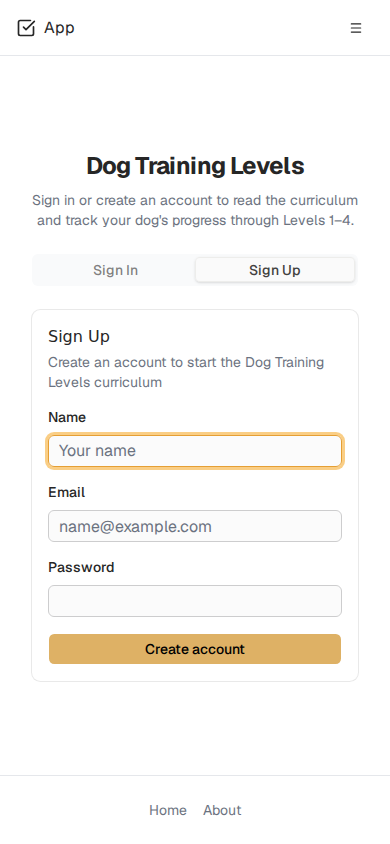 App
Dog Training Levels
Sign in or create an account to read the curriculum
and track your dog's progress through Levels 1–4.
Sign In
Sign Up
Sign Up
Create an account to start the Dog Training
Levels curriculum
Name
Your name
Email
name@example.com
Password
Create account
Home
About